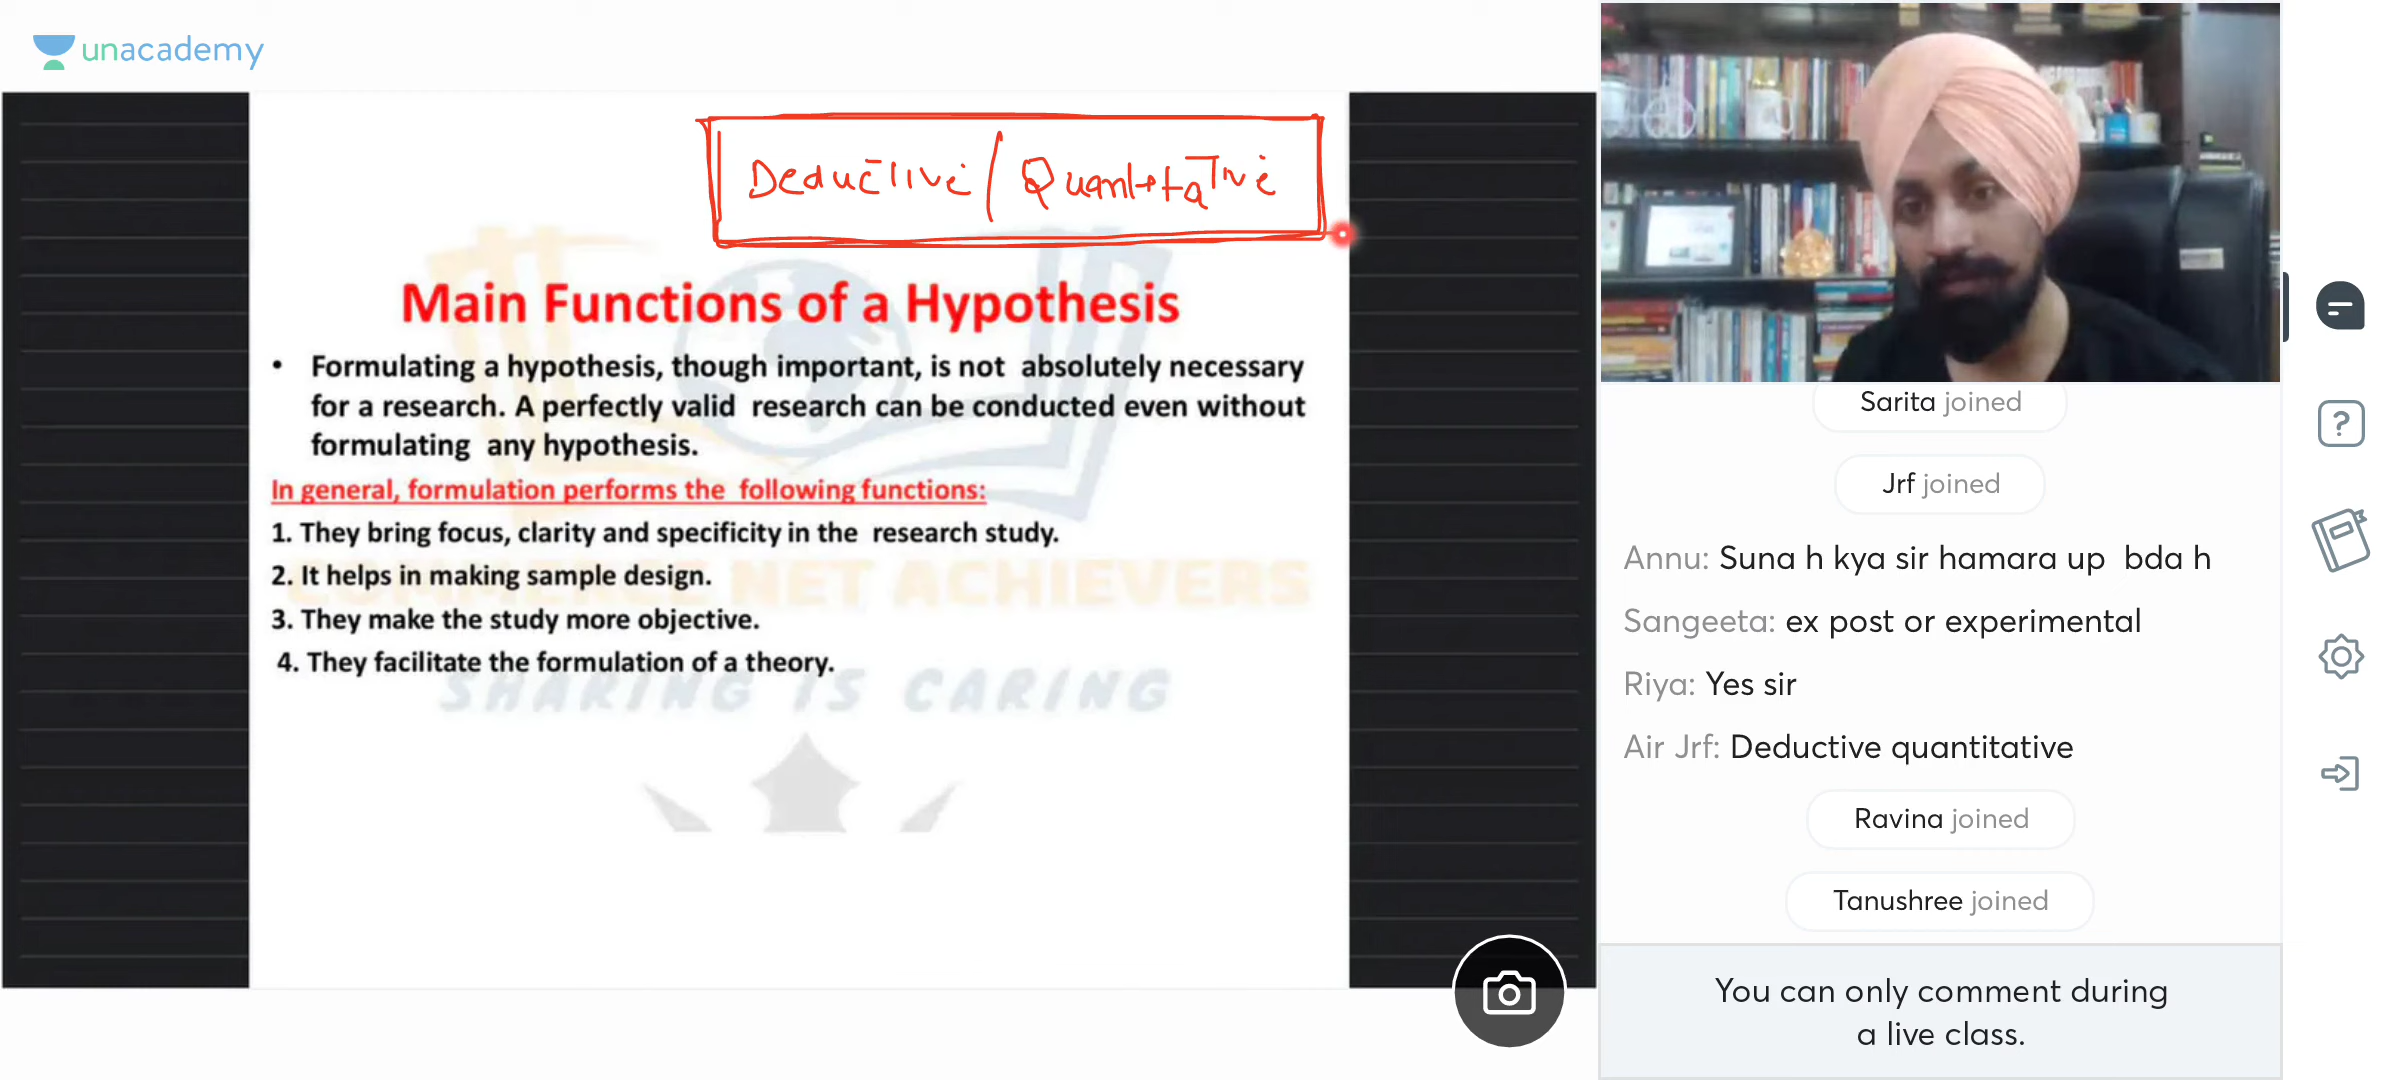 unacademy
Deductive / Quantitative
Main Functions of a Hypothesis
• Formulating a hypothesis, though important, is not absolutely necessary
for a research. A perfectly valid research can be conducted even without
formulating any hypothesis.
In general, formulation performs the following functions:
1. They bring focus, clarity and specificity in the research study.
2. It helps in making sample design.
3. They make the study more objective.
4. They facilitate the formulation of a theory.
COMMERCE NET ACHIEVERS
SHARING IS CARING
Sarita joined
Jrf joined
Annu: Suna h kya sir hamara up bda h
Sangeeta: ex post or experimental
Riya: Yes sir
Air Jrf: Deductive quantitative
Ravina joined
Tanushree joined
You can only comment during
a live class.